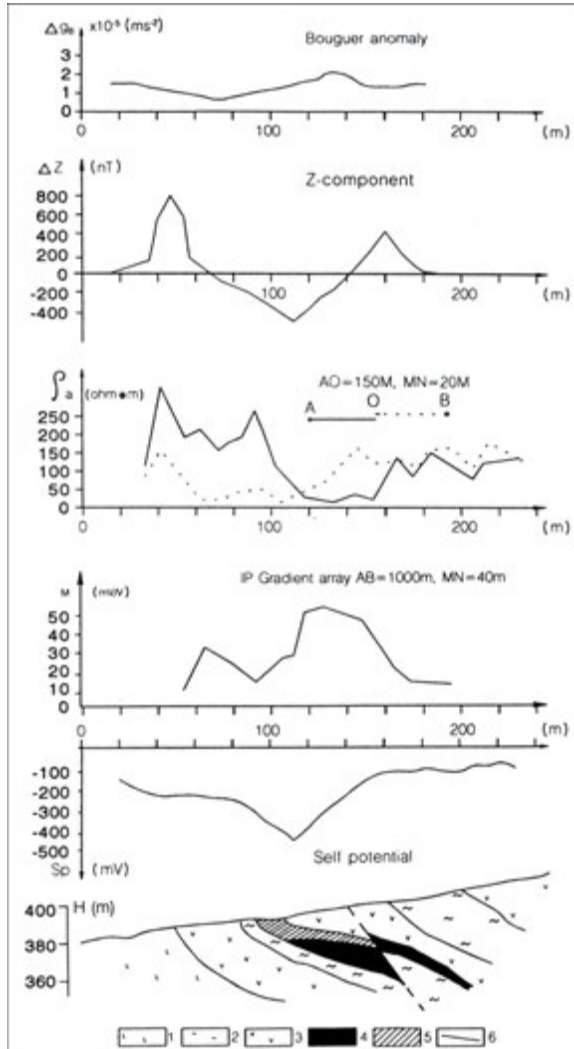 Δg₈ x10⁻⁵ (ms⁻²)
Bouguer anomaly
3
2
1
0
0 100 200 (m)
ΔZ (nT)
Z-component
800
600
400
200
0
100 200 (m)
-200
-400
ρa (ohm•m)
AO=150M, MN=20M
A O B
250
200
150
100
50
0
0 100 200 (m)
M (mv/v)
IP Gradient array AB=1000m, MN=40m
50
40
30
20
10
0
0 100 200 (m)
-100
-200
-300
-400
-500
Sp (mV)
Self potential
H (m)
400
380
360
1 2 3 4 5 6